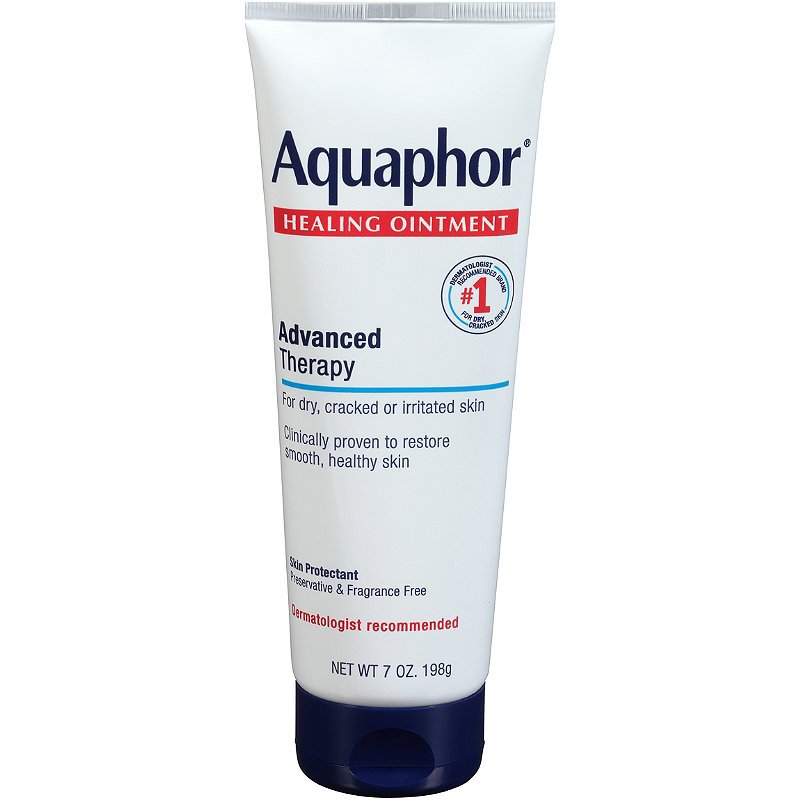 Aquaphor®
HEALING OINTMENT
DERMATOLOGIST
RECOMMENDED BRAND
#1
FOR DRY,
CRACKED SKIN
Advanced
Therapy
For dry, cracked or irritated skin
Clinically proven to restore
smooth, healthy skin
Skin Protectant
Preservative & Fragrance Free
Dermatologist recommended
NET WT 7 OZ. 198g